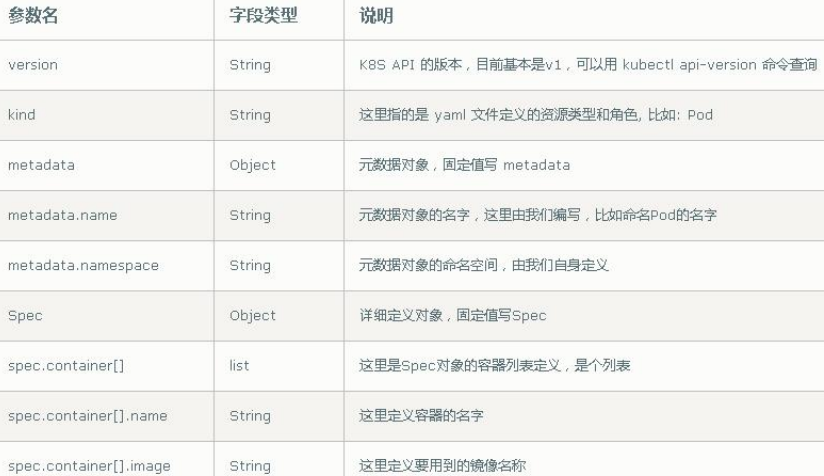 参数名 字段类型 说明
version String K8S API 的版本，目前基本是v1，可以用 kubectl api-version 命令查询
kind String 这里指的是 yaml 文件定义的资源类型和角色, 比如: Pod
metadata Object 元数据对象，固定值写 metadata
metadata.name String 元数据对象的名字，这里由我们编写，比如命名Pod的名字
metadata.namespace String 元数据对象的命名空间，由我们自身定义
Spec Object 详细定义对象，固定值写Spec
spec.container[] list 这里是Spec对象的容器列表定义，是个列表
spec.container[].name String 这里定义容器的名字
spec.container[].image String 这里定义要用到的镜像名称